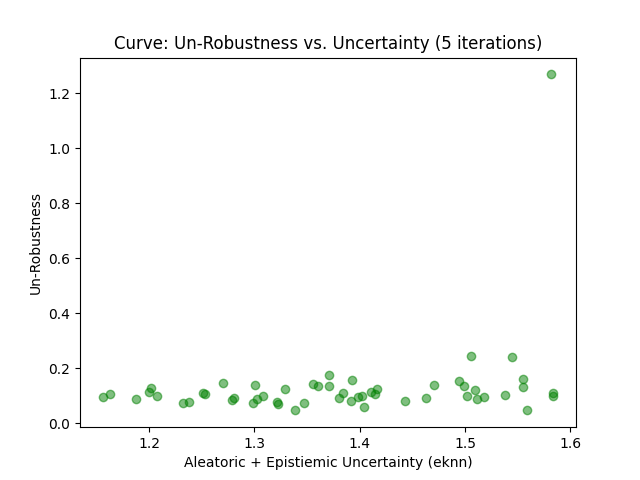 Curve: Un-Robustness vs. Uncertainty (5 iterations)
1.2
1.0
0.8
0.6
0.4
0.2
0.0
Un-Robustness
1.2 1.3 1.4 1.5 1.6
Aleatoric + Epistiemic Uncertainty (eknn)